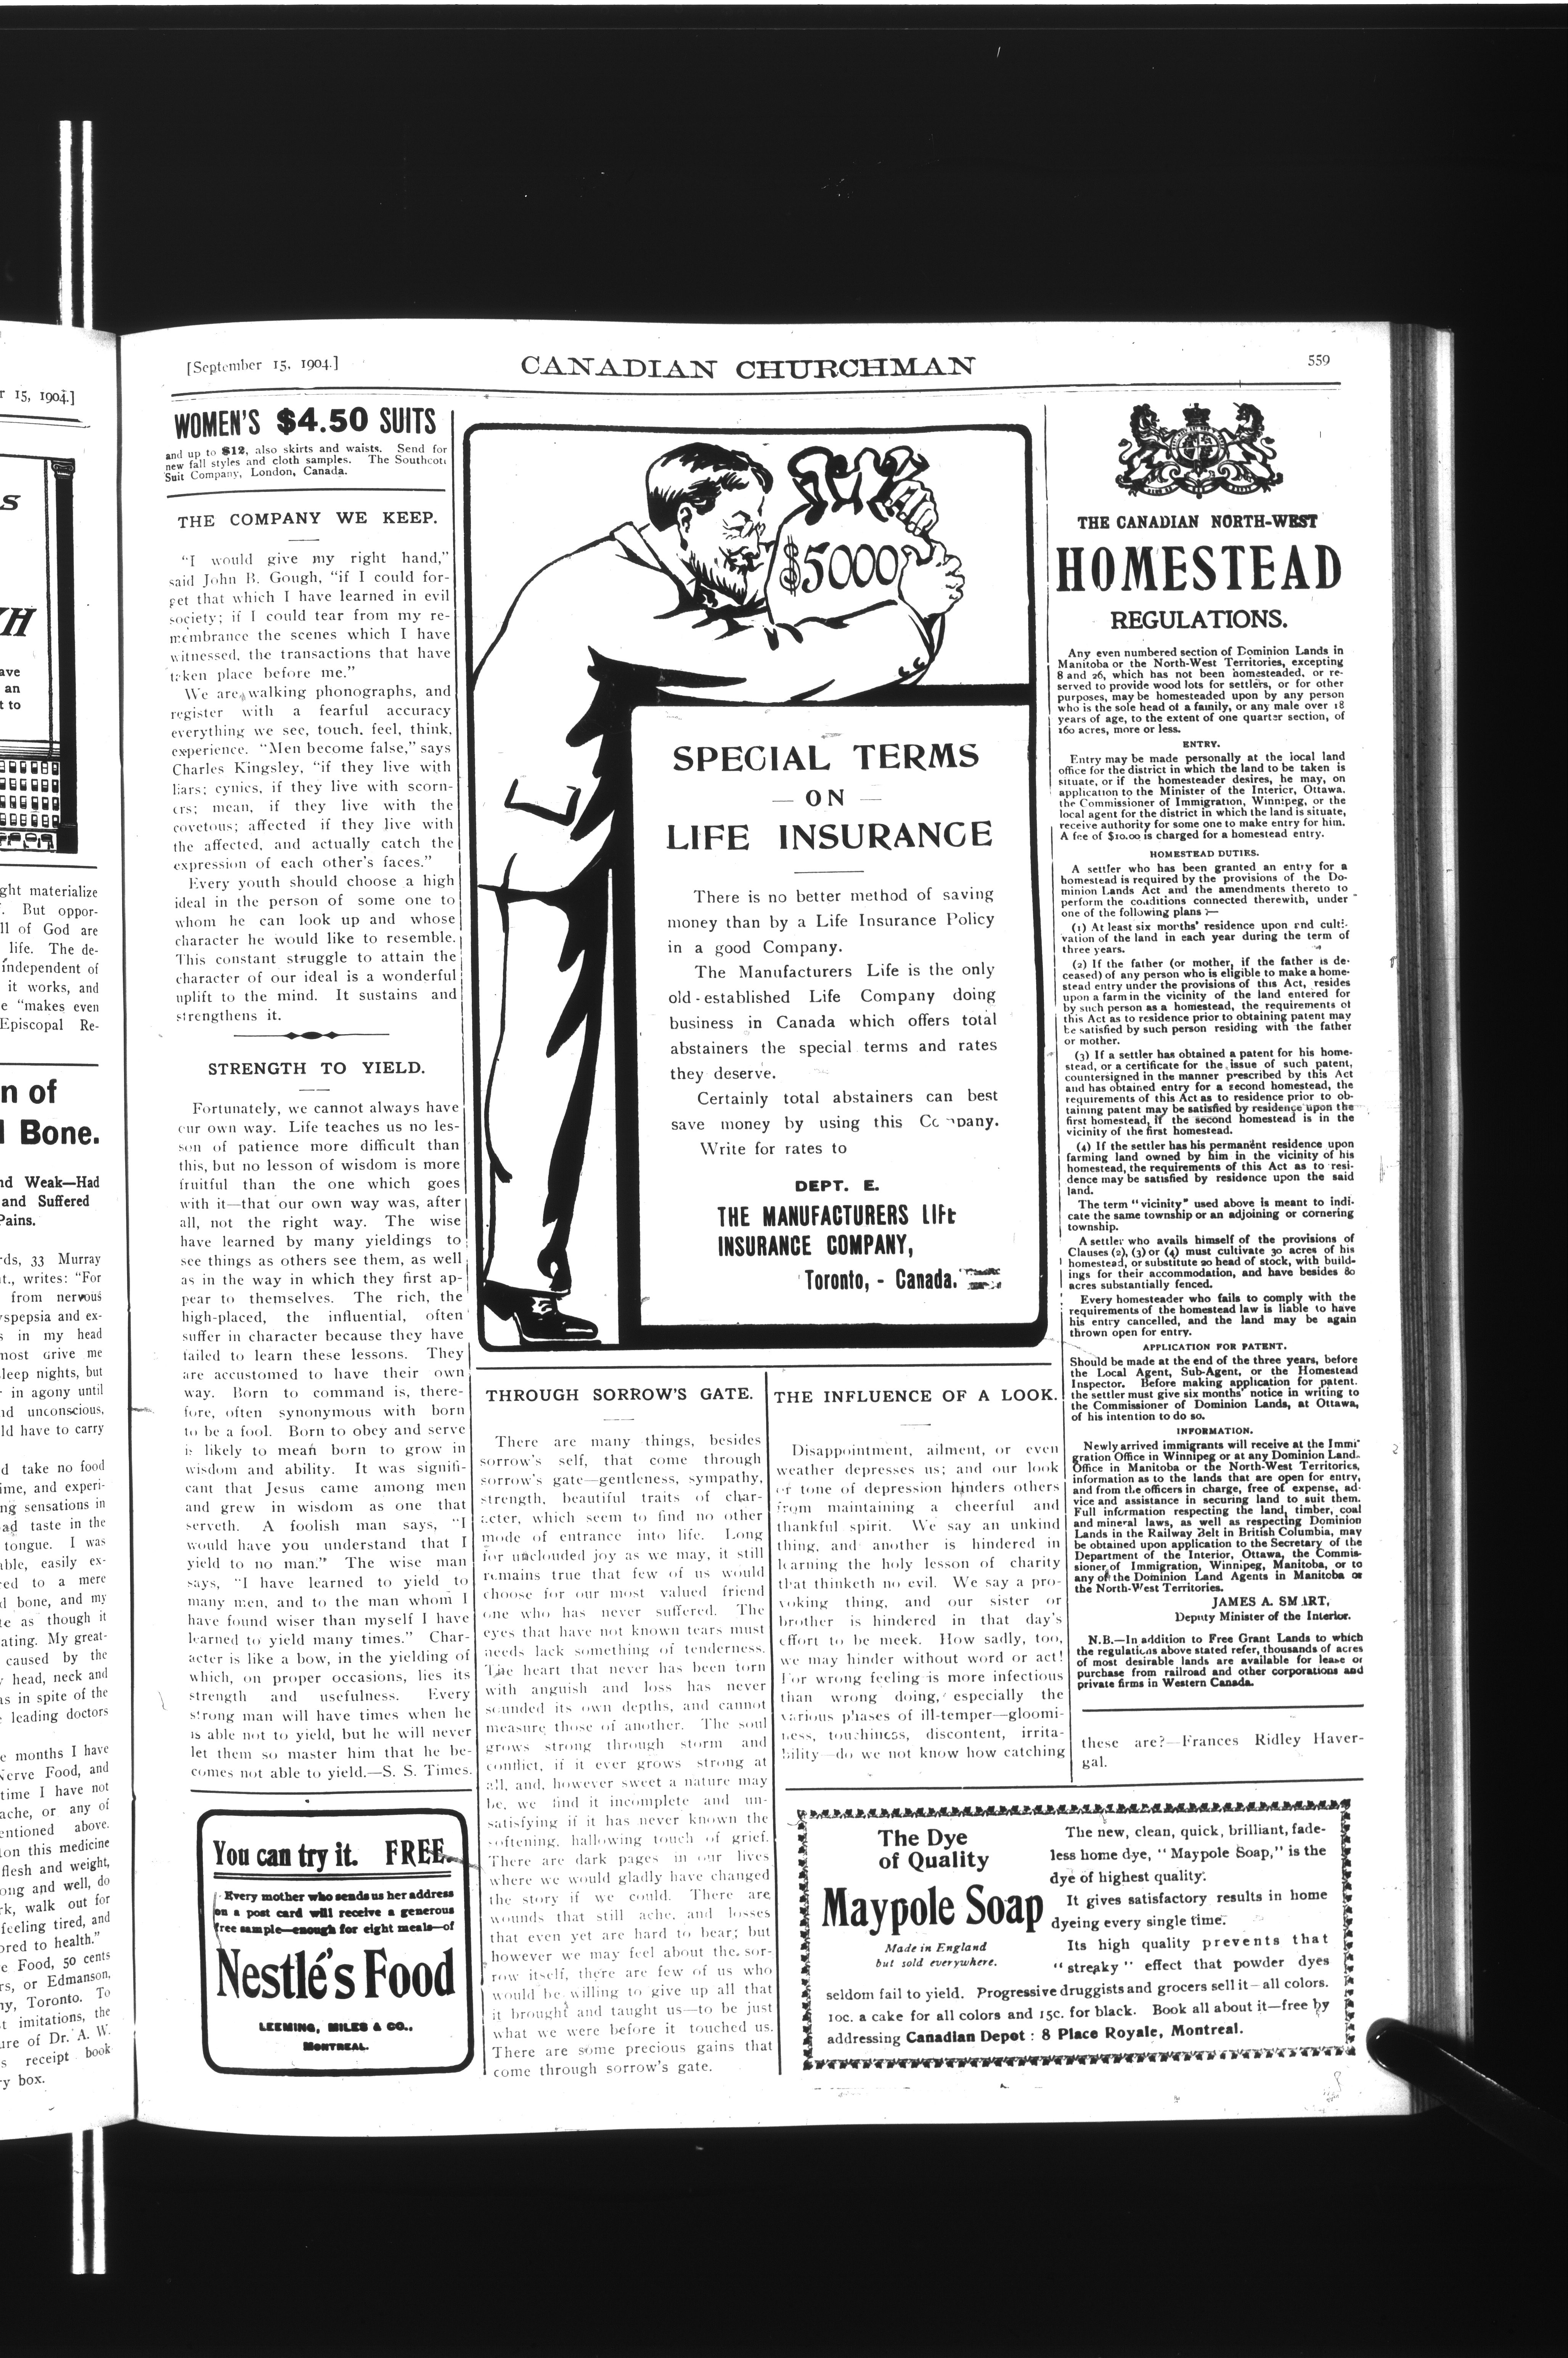 [September 15, 1904.]
CANADIAN CHURCHMAN
559
WOMEN'S $4.50 SUITS
and up to $12, also skirts and waists. Send for
new fall styles and cloth samples. The Southcott
Suit Company, London, Canada.
THE COMPANY WE KEEP.
"I would give my right hand,"
said John B. Gough, "if I could for-
get that which I have learned in evil
society; if I could tear from my re-
membrance the scenes which I have
witnessed, the transactions that have
taken place before me."
We are walking phonographs, and
register with a fearful accuracy
everything we see, touch, feel, think,
experience. "Men become false," says
Charles Kingsley, "if they live with
liars; cynics, if they live with scorn-
ers; mean, if they live with the
covetous; affected if they live with
the affected, and actually catch the
expression of each other's faces."
Every youth should choose a high
ideal in the person of some one to
whom he can look up and whose
character he would like to resemble.
This constant struggle to attain the
character of our ideal is a wonderful
uplift to the mind. It sustains and
strengthens it.
STRENGTH TO YIELD.
Fortunately, we cannot always have
our own way. Life teaches us no les-
son of patience more difficult than
this, but no lesson of wisdom is more
fruitful than the one which goes
with it—that our own way was, after
all, not the right way. The wise
have learned by many yieldings to
see things as others see them, as well
as in the way in which they first ap-
pear to themselves. The rich, the
high-placed, the influential, often
suffer in character because they have
failed to learn these lessons. They
are accustomed to have their own
way. Born to command is, there-
fore, often synonymous with born
to be a fool. Born to obey and serve
is likely to mean born to grow in
wisdom and ability. It was signifi-
cant that Jesus came among men
and grew in wisdom as one that
serveth. A foolish man says, "I
would have you understand that I
yield to no man." The wise man
says, "I have learned to yield to
many men, and to the man whom I
have found wiser than myself I have
learned to yield many times." Char-
acter is like a bow, in the yielding of
which, on proper occasions, lies its
strength and usefulness. Every
strong man will have times when he
is able not to yield, but he will never
let them so master him that he be-
comes not able to yield.—S. S. Times.
You can try it. FREE.
Every mother who sends us her address
on a post card will receive a generous
free sample—enough for eight meals—of
Nestlé's Food
LEEMING, MILES & CO.,
MONTREAL.
$5000
SPECIAL TERMS
— ON —
LIFE INSURANCE
There is no better method of saving
money than by a Life Insurance Policy
in a good Company.
The Manufacturers Life is the only
old-established Life Company doing
business in Canada which offers total
abstainers the special terms and rates
they deserve.
Certainly total abstainers can best
save money by using this Company.
Write for rates to
DEPT. E.
THE MANUFACTURERS LIFE
INSURANCE COMPANY,
Toronto, - Canada.
THROUGH SORROW'S GATE.
There are many things, besides
sorrow's self, that come through
sorrow's gate—gentleness, sympathy,
strength, beautiful traits of char-
acter, which seem to find no other
mode of entrance into life. Long
for unclouded joy as we may, it still
remains true that few of us would
choose for our most valued friend
one who has never suffered. The
eyes that have not known tears must
needs lack something of tenderness.
The heart that never has been torn
with anguish and loss has never
sounded its own depths, and cannot
measure those of another. The soul
grows strong through storm and
conflict, if it ever grows strong at
all, and, however sweet a nature may
be, we find it incomplete and un-
satisfying if it has never known the
softening, hallowing touch of grief.
There are dark pages in our lives
where we would gladly have changed
the story if we could. There are
wounds that still ache, and losses
that even yet are hard to bear; but
however we may feel about the sor-
row itself, there are few of us who
would be willing to give up all that
it brought and taught us—to be just
what we were before it touched us.
There are some precious gains that
come through sorrow's gate.
THE INFLUENCE OF A LOOK.
Disappointment, ailment, or even
weather depresses us; and our look
or tone of depression hinders others
from maintaining a cheerful and
thankful spirit. We say an unkind
thing, and another is hindered in
learning the holy lesson of charity
that thinketh no evil. We say a pro-
voking thing, and our sister or
brother is hindered in that day's
effort to be meek. How sadly, too,
we may hinder without word or act!
For wrong feeling is more infectious
than wrong doing, especially the
various phases of ill-temper—gloomi-
ness, touchiness, discontent, irrita-
bility—do we not know how catching
THE CANADIAN NORTH-WEST
HOMESTEAD
REGULATIONS.
Any even numbered section of Dominion Lands in
Manitoba or the North-West Territories, excepting
8 and 26, which has not been homesteaded, or re-
served to provide wood lots for settlers, or for other
purposes, may be homesteaded upon by any person
who is the sole head of a family, or any male over 18
years of age, to the extent of one quarter section, of
160 acres, more or less.
ENTRY.
Entry may be made personally at the local land
office for the district in which the land to be taken is
situate, or if the homesteader desires, he may, on
application to the Minister of the Interior, Ottawa,
the Commissioner of Immigration, Winnipeg, or the
local agent for the district in which the land is situate,
receive authority for some one to make entry for him.
A fee of $10.00 is charged for a homestead entry.
HOMESTEAD DUTIES.
A settler who has been granted an entry for a
homestead is required by the provisions of the Do-
minion Lands Act and the amendments thereto to
perform the conditions connected therewith, under
one of the following plans :—
(1) At least six months' residence upon and culti-
vation of the land in each year during the term of
three years.
(2) If the father (or mother, if the father is de-
ceased) of any person who is eligible to make a home-
stead entry under the provisions of this Act, resides
upon a farm in the vicinity of the land entered for
by such person as a homestead, the requirements of
this Act as to residence prior to obtaining patent may
be satisfied by such person residing with the father
or mother.
(3) If a settler has obtained a patent for his home-
stead, or a certificate for the issue of such patent,
countersigned in the manner prescribed by this Act
and has obtained entry for a second homestead, the
requirements of this Act as to residence prior to ob-
taining patent may be satisfied by residence upon the
first homestead, if the second homestead is in the
vicinity of the first homestead.
(4) If the settler has his permanent residence upon
farming land owned by him in the vicinity of his
homestead, the requirements of this Act as to resi-
dence may be satisfied by residence upon the said
land.
The term "vicinity" used above is meant to indi-
cate the same township or an adjoining or cornering
township.
A settler who avails himself of the provisions of
Clauses (2), (3) or (4) must cultivate 30 acres of his
homestead, or substitute 20 head of stock, with build-
ings for their accommodation, and have besides 80
acres substantially fenced.
Every homesteader who fails to comply with the
requirements of the homestead law is liable to have
his entry cancelled, and the land may be again
thrown open for entry.
APPLICATION FOR PATENT.
Should be made at the end of the three years, before
the Local Agent, Sub-Agent, or the Homestead
Inspector. Before making application for patent.
the settler must give six months' notice in writing to
the Commissioner of Dominion Lands, at Ottawa,
of his intention to do so.
INFORMATION.
Newly arrived immigrants will receive at the Immi-
gration Office in Winnipeg or at any Dominion Land-
Office in Manitoba or the North-West Territories,
information as to the lands that are open for entry,
and from the officers in charge, free of expense, ad-
vice and assistance in securing land to suit them.
Full information respecting the land, timber, coal
and mineral laws, as well as respecting Dominion
Lands in the Railway Belt in British Columbia, may
be obtained upon application to the Secretary of the
Department of the Interior, Ottawa, the Commis-
sioner of Immigration, Winnipeg, Manitoba, or to
any of the Dominion Land Agents in Manitoba or
the North-West Territories.
JAMES A. SMART,
Deputy Minister of the Interior.
N.B.—In addition to Free Grant Lands to which
the regulations above stated refer, thousands of acres
of most desirable lands are available for lease or
purchase from railroad and other corporations and
private firms in Western Canada.
these are?—Frances Ridley Haver-
gal.
The Dye
of Quality
Maypole Soap
Made in England
but sold everywhere.
The new, clean, quick, brilliant, fade-
less home dye, "Maypole Soap," is the
dye of highest quality.
It gives satisfactory results in home
dyeing every single time.
Its high quality prevents that
"streaky" effect that powder dyes
seldom fail to yield. Progressive druggists and grocers sell it—all colors.
10c. a cake for all colors and 15c. for black. Book all about it—free by
addressing Canadian Depot : 8 Place Royale, Montreal.